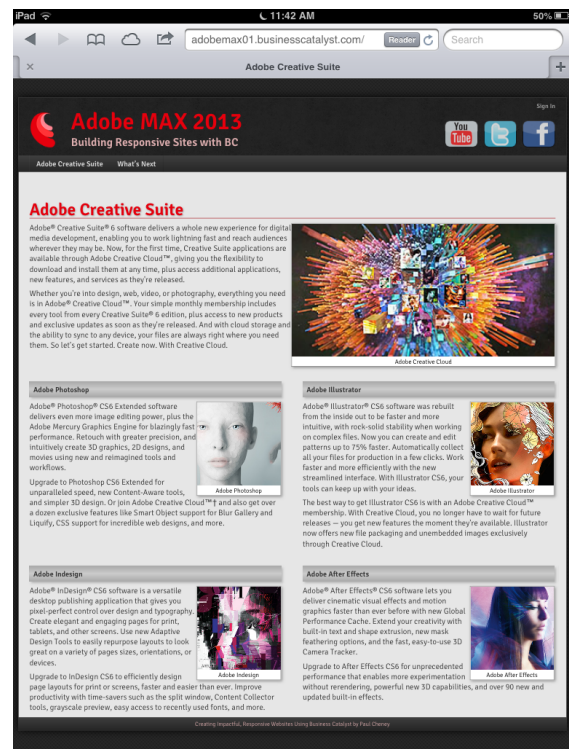 iPad 11:42 AM 50%
adobemax01.businesscatalyst.com/ Reader Search
Adobe Creative Suite
Sign In
Adobe MAX 2013
Building Responsive Sites with BC
You Tube
Adobe Creative Suite What's Next
Adobe Creative Suite
Adobe® Creative Suite® 6 software delivers a whole new experience for digital
media development, enabling you to work lightning fast and reach audiences
wherever they may be. Now, for the first time, Creative Suite applications are
available through Adobe Creative Cloud™, giving you the flexibility to
download and install them at any time, plus access additional applications,
new features, and services as they're released.
Whether you're into design, web, video, or photography, everything you need
is in Adobe® Creative Cloud™. Your simple monthly membership includes
every tool from every Creative Suite® 6 edition, plus access to new products
and exclusive updates as soon as they're released. And with cloud storage and
the ability to sync to any device, your files are always right where you need
them. So let's get started. Create now. With Creative Cloud.
Adobe Creative Cloud
Adobe Photoshop
Adobe® Photoshop® CS6 Extended software
delivers even more image editing power, plus the
Adobe Mercury Graphics Engine for blazingly fast
performance. Retouch with greater precision, and
intuitively create 3D graphics, 2D designs, and
movies using new and reimagined tools and
workflows.
Upgrade to Photoshop CS6 Extended for
unparalleled speed, new Content-Aware tools,
and simpler 3D design. Or join Adobe Creative Cloud™† and also get over
a dozen exclusive features like Smart Object support for Blur Gallery and
Liquify, CSS support for incredible web designs, and more.
Adobe Photoshop
Adobe Illustrator
Adobe® Illustrator® CS6 software was rebuilt
from the inside out to be faster and more
intuitive, with rock-solid stability when working
on complex files. Now you can create and edit
patterns up to 75% faster. Automatically collect
all your files for production in a few clicks. Work
faster and more efficiently with the new
streamlined interface. With Illustrator CS6, your
tools can keep up with your ideas.
The best way to get Illustrator CS6 is with an Adobe Creative Cloud™
membership. With Creative Cloud, you no longer have to wait for future
releases — you get new features the moment they're available. Illustrator
now offers new file packaging and unembedded images exclusively
through Creative Cloud.
Adobe Illustrator
Adobe Indesign
Adobe® InDesign® CS6 software is a versatile
desktop publishing application that gives you
pixel-perfect control over design and typography.
Create elegant and engaging pages for print,
tablets, and other screens. Use new Adaptive
Design Tools to easily repurpose layouts to look
great on a variety of pages sizes, orientations, or
devices.
Upgrade to InDesign CS6 to efficiently design
page layouts for print or screens, faster and easier than ever. Improve
productivity with time-savers such as the split window, Content Collector
tools, grayscale preview, easy access to recently used fonts, and more.
Adobe Indesign
Adobe After Effects
Adobe® After Effects® CS6 software lets you
deliver cinematic visual effects and motion
graphics faster than ever before with new Global
Performance Cache. Extend your creativity with
built-in text and shape extrusion, new mask
feathering options, and the fast, easy-to-use 3D
Camera Tracker.
Upgrade to After Effects CS6 for unprecedented
performance that enables more experimentation
without rerendering, powerful new 3D capabilities, and over 90 new and
updated built-in effects.
Adobe After Effects
Creating Impactful, Responsive Websites Using Business Catalyst by Paul Cheney